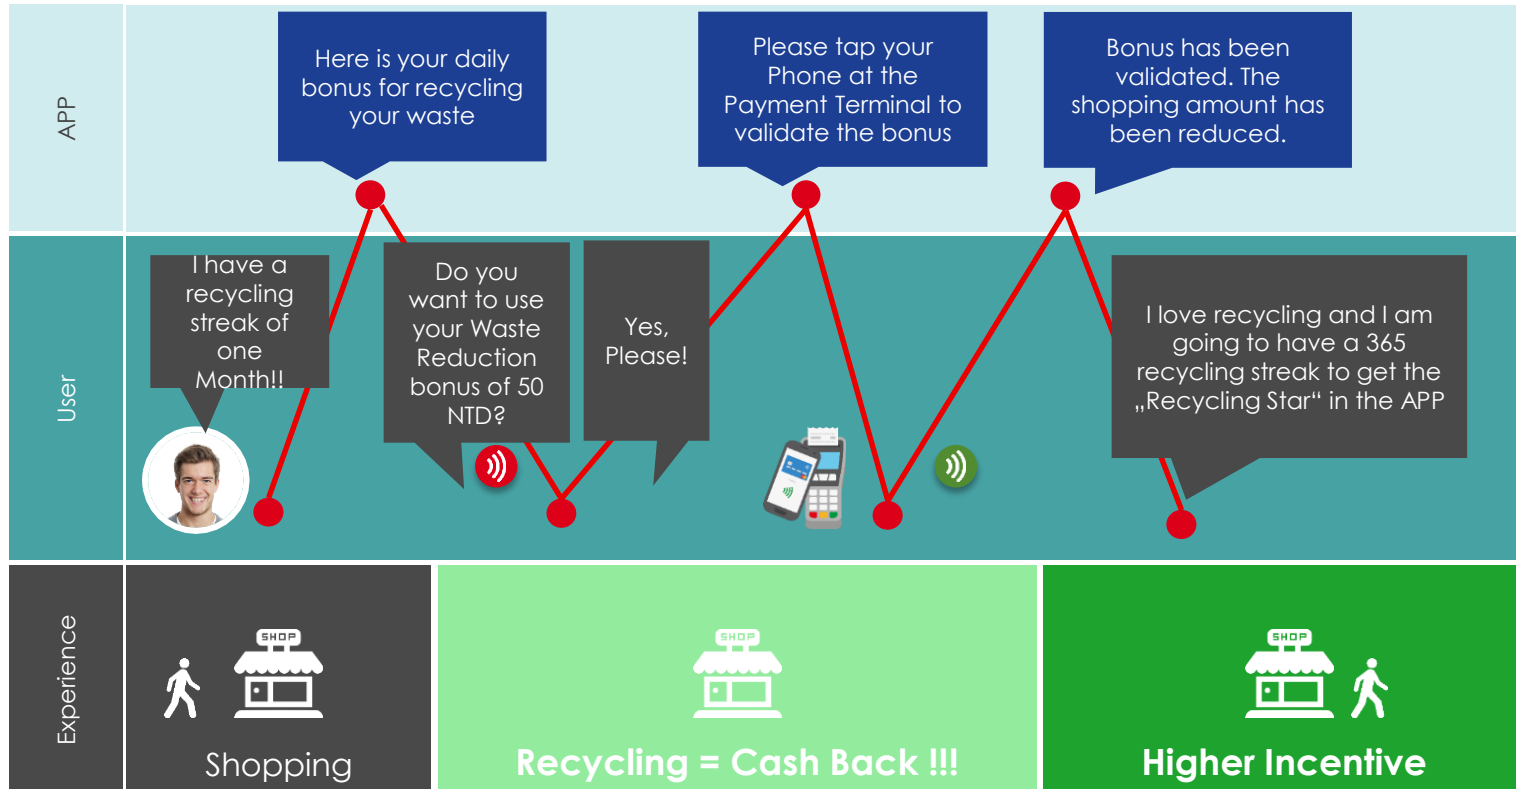 APP
Here is your daily
bonus for recycling
your waste
Please tap your
Phone at the
Payment Terminal to
validate the bonus
Bonus has been
validated. The
shopping amount has
been reduced.
User
I have a
recycling
streak of
one
Month!!
Do you
want to use
your Waste
Reduction
bonus of 50
NTD?
Yes,
Please!
I love recycling and I am
going to have a 365
recycling streak to get the
„Recycling Star“ in the APP
Experience
SHOP
Shopping
SHOP
Recycling = Cash Back !!!
SHOP
Higher Incentive